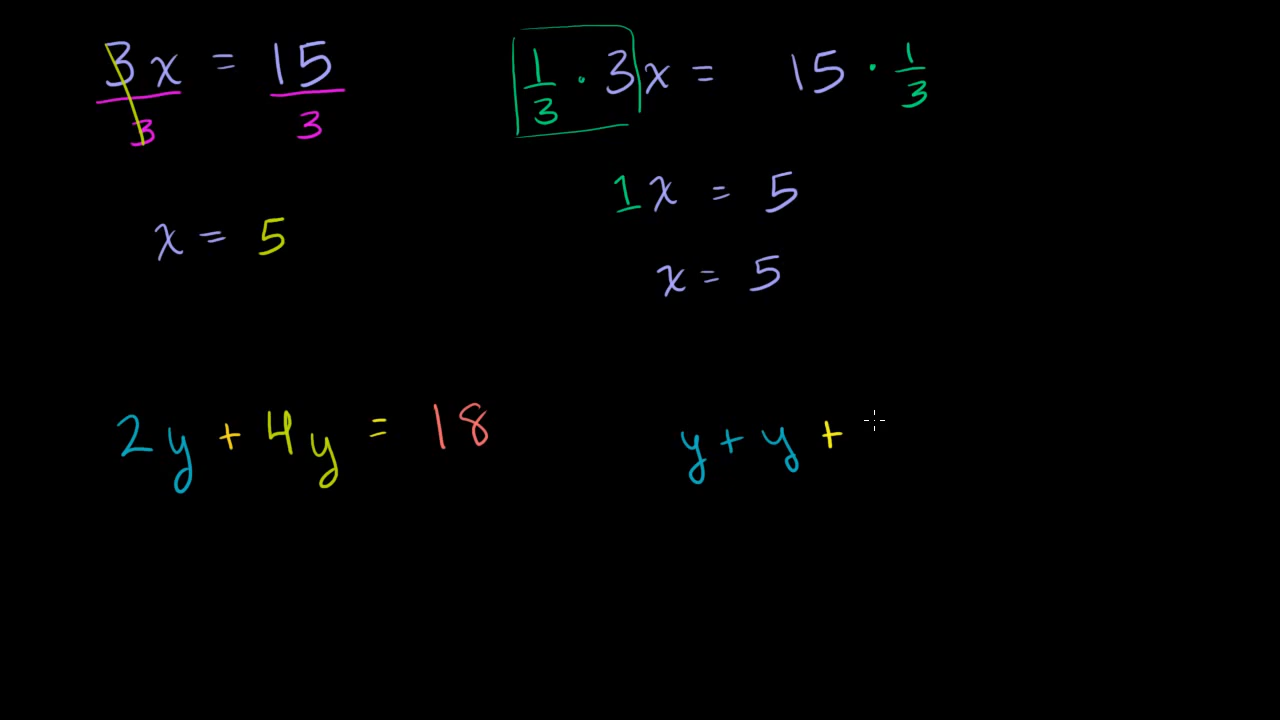 3x = 15
3 3
x = 5
1/3 · 3x = 15 · 1/3
1x = 5
x = 5
2y + 4y = 18
y + y +